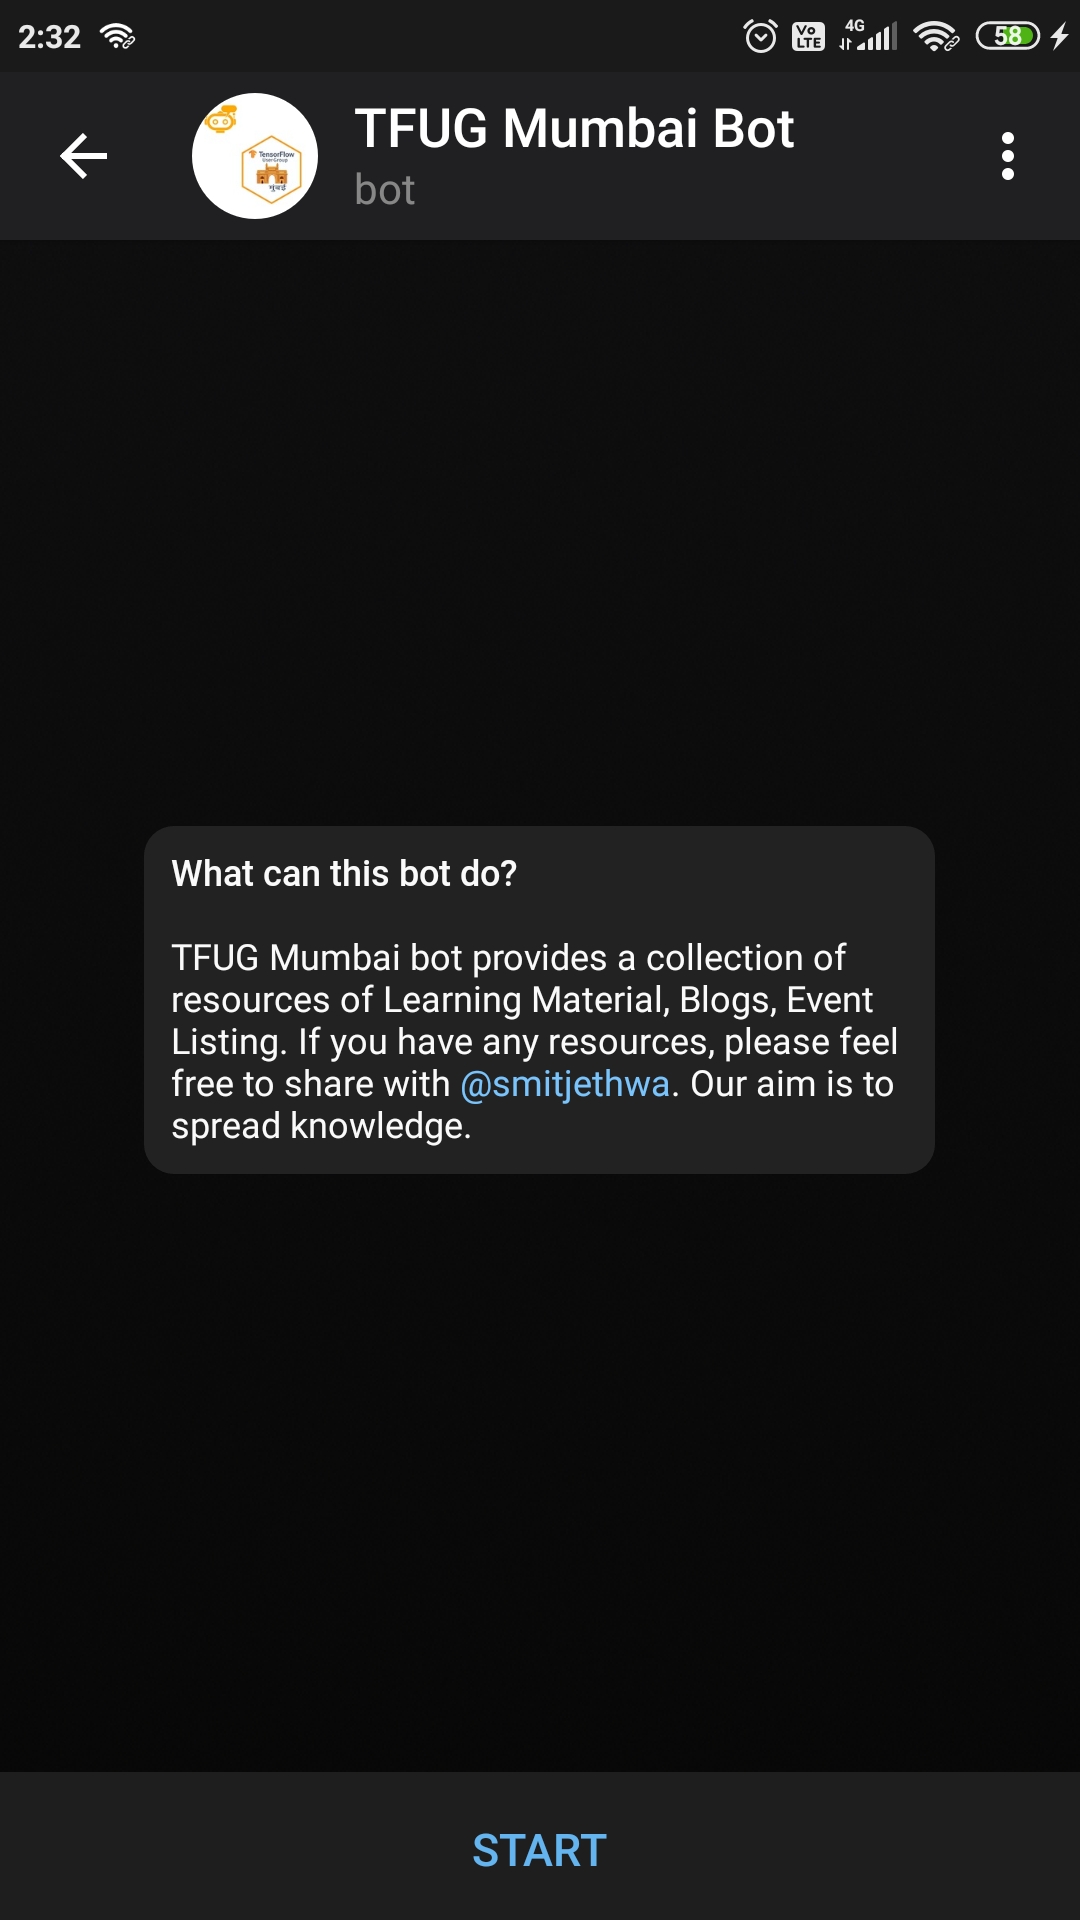 2:32
Vo
LTE
4G
58
TFUG Mumbai Bot
bot
TensorFlow
User Group
मुंबई
What can this bot do?
TFUG Mumbai bot provides a collection of
resources of Learning Material, Blogs, Event
Listing. If you have any resources, please feel
free to share with @smitjethwa. Our aim is to
spread knowledge.
START